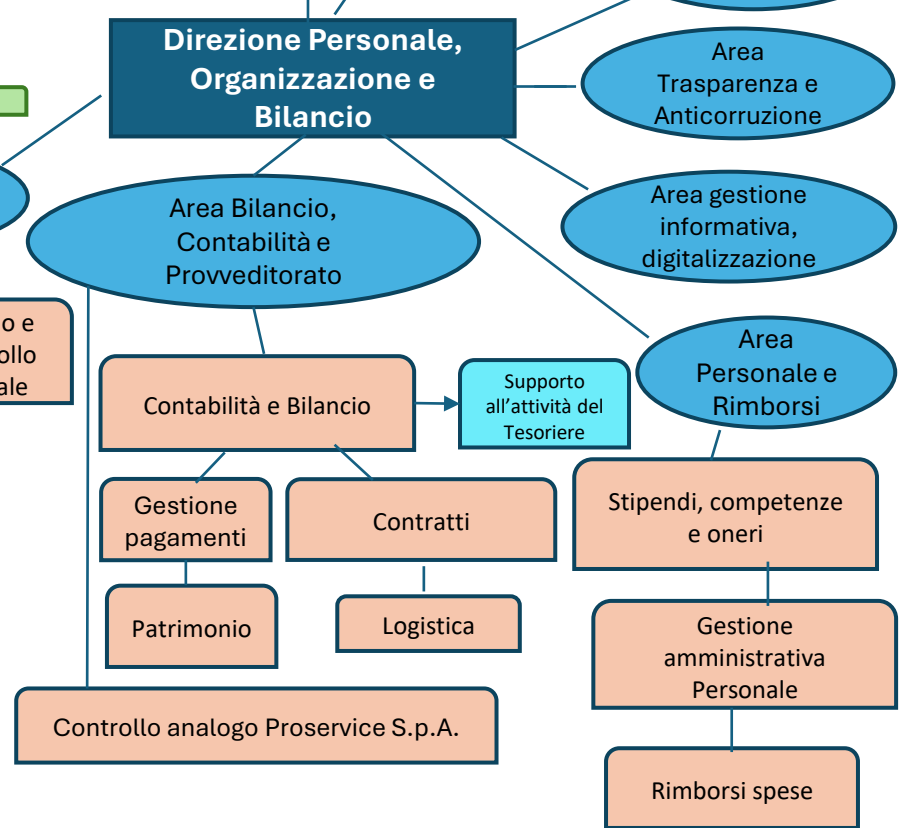 Direzione Personale,
Organizzazione e
Bilancio
Area
Trasparenza e
Anticorruzione
Area Bilancio,
Contabilità e
Provveditorato
Area gestione
informativa,
digitalizzazione
o e
ollo
ale
Contabilità e Bilancio
Supporto
all'attività del
Tesoriere
Area
Personale e
Rimborsi
Gestione
pagamenti
Contratti
Stipendi, competenze
e oneri
Patrimonio
Logistica
Gestione
amministrativa
Personale
Controllo analogo Proservice S.p.A.
Rimborsi spese